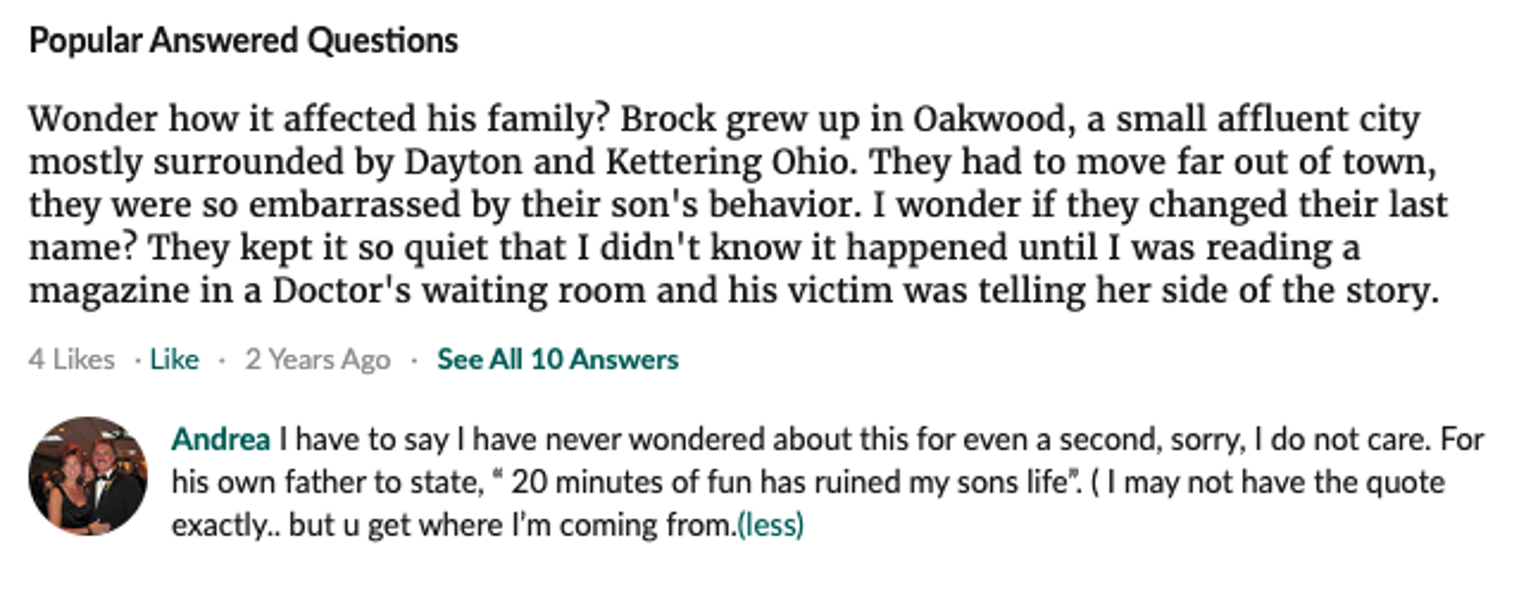 Popular Answered Questions
Wonder how it affected his family? Brock grew up in Oakwood, a small affluent city
mostly surrounded by Dayton and Kettering Ohio. They had to move far out of town,
they were so embarrassed by their son's behavior. I wonder if they changed their last
name? They kept it so quiet that I didn't know it happened until I was reading a
magazine in a Doctor's waiting room and his victim was telling her side of the story.
4 Likes · Like · 2 Years Ago · See All 10 Answers
Andrea I have to say I have never wondered about this for even a second, sorry, I do not care. For
his own father to state, “ 20 minutes of fun has ruined my sons life”. ( I may not have the quote
exactly.. but u get where I’m coming from.(less)